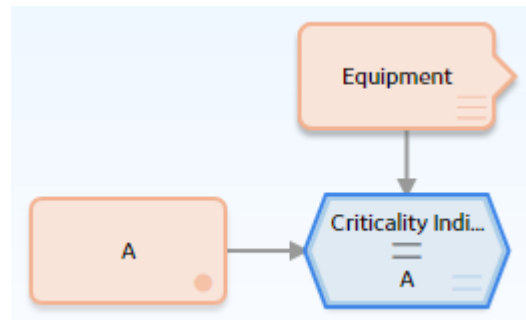 Equipment
A
Criticality Indi...
=
A